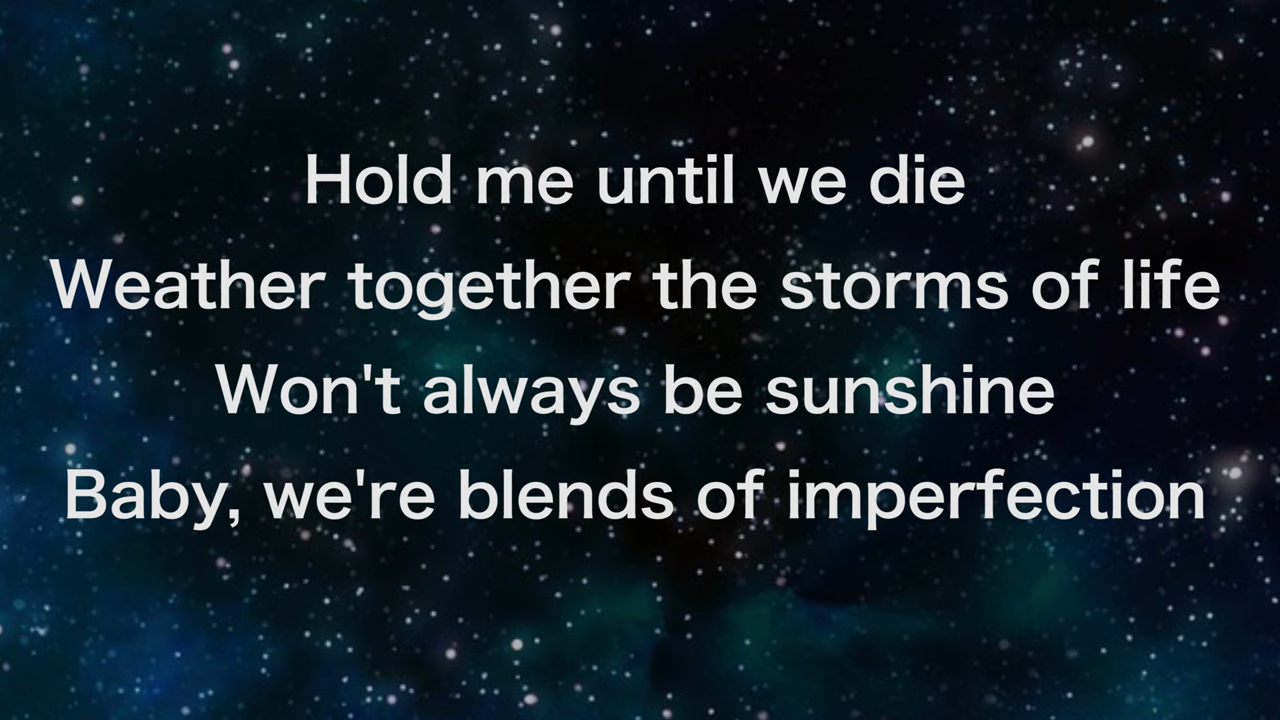 Hold me until we die
Weather together the storms of life
Won't always be sunshine
Baby, we're blends of imperfection